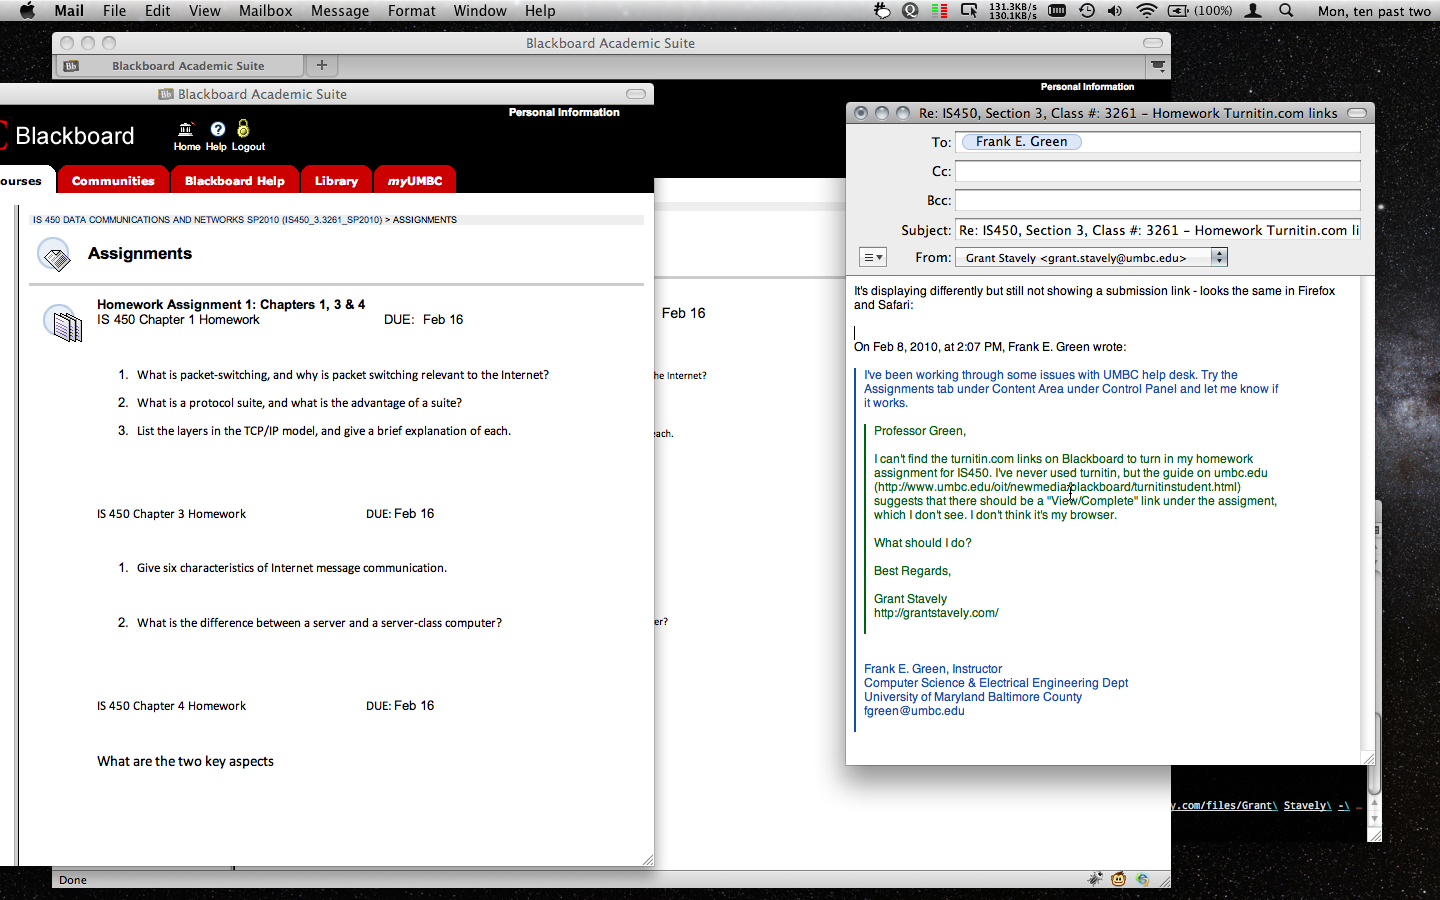 Mail File Edit View Mailbox Message Format Window Help
131.3KB/s
130.1KB/s
(100%)
Mon, ten past two
Blackboard Academic Suite
Bb Blackboard Academic Suite +
Personal Information
Bb Blackboard Academic Suite
Personal Information
Blackboard
Home Help Logout
ourses Communities Blackboard Help Library myUMBC
IS 450 DATA COMMUNICATIONS AND NETWORKS SP2010 (IS450_3.3261_SP2010) > ASSIGNMENTS
Assignments
Homework Assignment 1: Chapters 1, 3 & 4
IS 450 Chapter 1 Homework DUE: Feb 16
1. What is packet-switching, and why is packet switching relevant to the Internet?
2. What is a protocol suite, and what is the advantage of a suite?
3. List the layers in the TCP/IP model, and give a brief explanation of each.
IS 450 Chapter 3 Homework DUE: Feb 16
1. Give six characteristics of Internet message communication.
2. What is the difference between a server and a server-class computer?
IS 450 Chapter 4 Homework DUE: Feb 16
What are the two key aspects
Feb 16
he Internet?
each.
er?
Done
Re: IS450, Section 3, Class #: 3261 – Homework Turnitin.com links
To: Frank E. Green
Cc:
Bcc:
Subject: Re: IS450, Section 3, Class #: 3261 – Homework Turnitin.com li
From: Grant Stavely <grant.stavely@umbc.edu>
It's displaying differently but still not showing a submission link - looks the same in Firefox
and Safari:
On Feb 8, 2010, at 2:07 PM, Frank E. Green wrote:
I've been working through some issues with UMBC help desk. Try the
Assignments tab under Content Area under Control Panel and let me know if
it works.
Professor Green,
I can't find the turnitin.com links on Blackboard to turn in my homework
assignment for IS450. I've never used turnitin, but the guide on umbc.edu
(http://www.umbc.edu/oit/newmedia/blackboard/turnitinstudent.html)
suggests that there should be a "View/Complete" link under the assigment,
which I don't see. I don't think it's my browser.
What should I do?
Best Regards,
Grant Stavely
http://grantstavely.com/
Frank E. Green, Instructor
Computer Science & Electrical Engineering Dept
University of Maryland Baltimore County
fgreen@umbc.edu
y.com/files/Grant\ Stavely\ -\